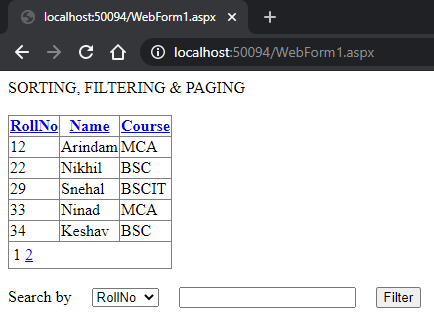 localhost:50094/WebForm1.aspx
localhost:50094/WebForm1.aspx
SORTING, FILTERING & PAGING
RollNo Name Course
12 Arindam MCA
22 Nikhil BSC
29 Snehal BSCIT
33 Ninad MCA
34 Keshav BSC
1 2
Search by RollNo Filter